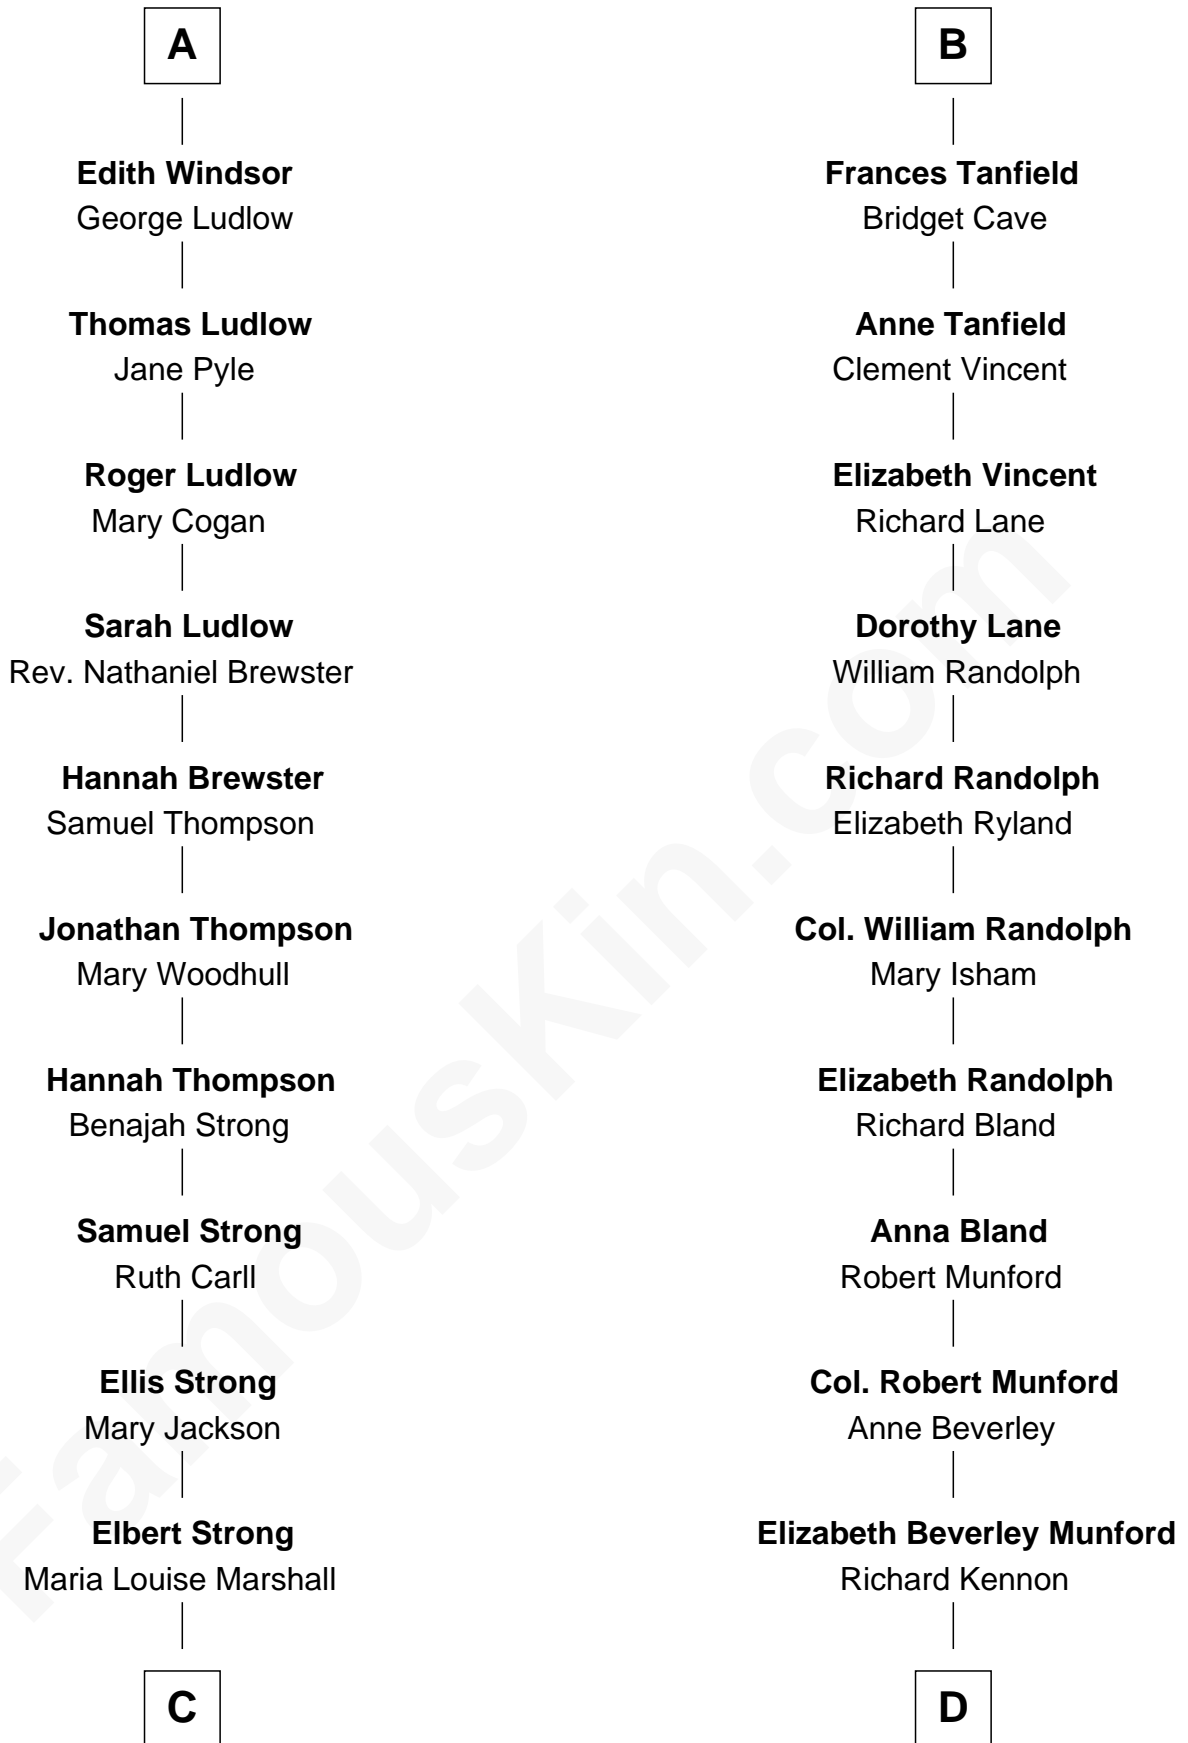 A
Edith Windsor
George Ludlow
Thomas Ludlow
Jane Pyle
Roger Ludlow
Mary Cogan
Sarah Ludlow
Rev. Nathaniel Brewster
Hannah Brewster
Samuel Thompson
Jonathan Thompson
Mary Woodhull
Hannah Thompson
Benajah Strong
Samuel Strong
Ruth Carll
Ellis Strong
Mary Jackson
Elbert Strong
Maria Louise Marshall
C
B
Frances Tanfield
Bridget Cave
Anne Tanfield
Clement Vincent
Elizabeth Vincent
Richard Lane
Dorothy Lane
William Randolph
Richard Randolph
Elizabeth Ryland
Col. William Randolph
Mary Isham
Elizabeth Randolph
Richard Bland
Anna Bland
Robert Munford
Col. Robert Munford
Anne Beverley
Elizabeth Beverley Munford
Richard Kennon
D
FamousKin.com